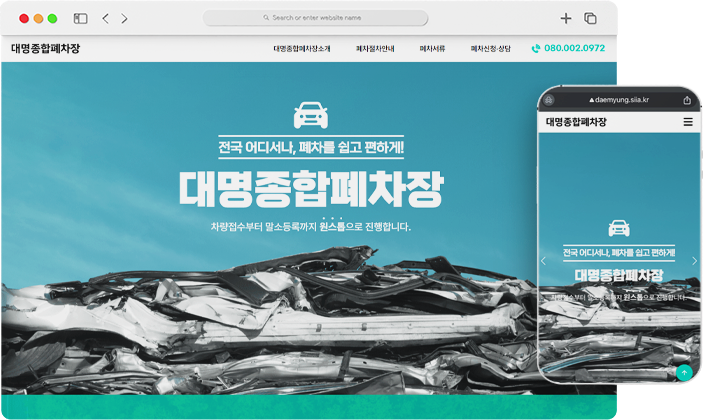 Search or enter website name
대명종합폐차장
대명종합폐차장소개 폐차절차안내 폐차서류 폐차신청·상담 080.002.0972
전국 어디서나, 폐차를 쉽고 편하게!
대명종합폐차장
차량접수부터 말소등록까지 원스톱으로 진행합니다.
daemyung.siia.kr
대명종합폐차장
전국 어디서나, 폐차를 쉽고 편하게!
대명종합폐차장
차량접수부터 말소등록까지 원스톱으로 진행합니다.